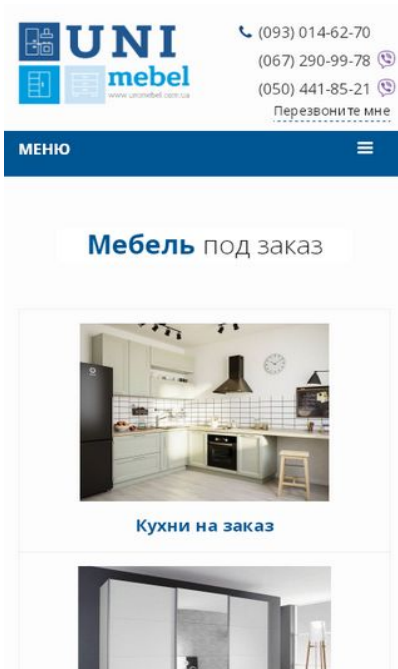 UNI
mebel
www.unimebel.com.ua
(093) 014-62-70
(067) 290-99-78
(050) 441-85-21
Перезвоните мне
МЕНЮ
Мебель под заказ
Кухни на заказ